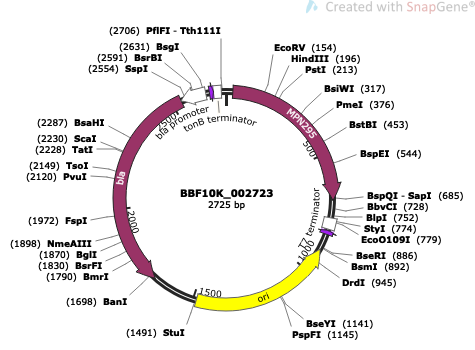 Created with SnapGene®
(2706) PflFI - Tth111I
(2631) BsgI
(2591) BsrBI
(2554) SspI
EcoRV (154)
HindIII (196)
PstI (213)
BsiWI (317)
PmeI (376)
BstBI (453)
BspEI (544)
BspQI - SapI (685)
BbvCI (728)
BlpI (752)
StyI (774)
EcoO109I (779)
BseRI (886)
BsmI (892)
DrdI (945)
BseYI (1141)
PspFI (1145)
(1491) StuI
(1698) BanI
(1790) BmrI
(1830) BsrFI
(1870) BglI
(1898) NmeAIII
(1972) FspI
(2120) PvuI
(2149) TsoI
(2228) TatI
(2230) ScaI
(2287) BsaHI
bla promoter
tonB terminator
MPN295
T7 terminator
ori
bla
500
1000
1500
2000
2500
BBF10K_002723
2725 bp